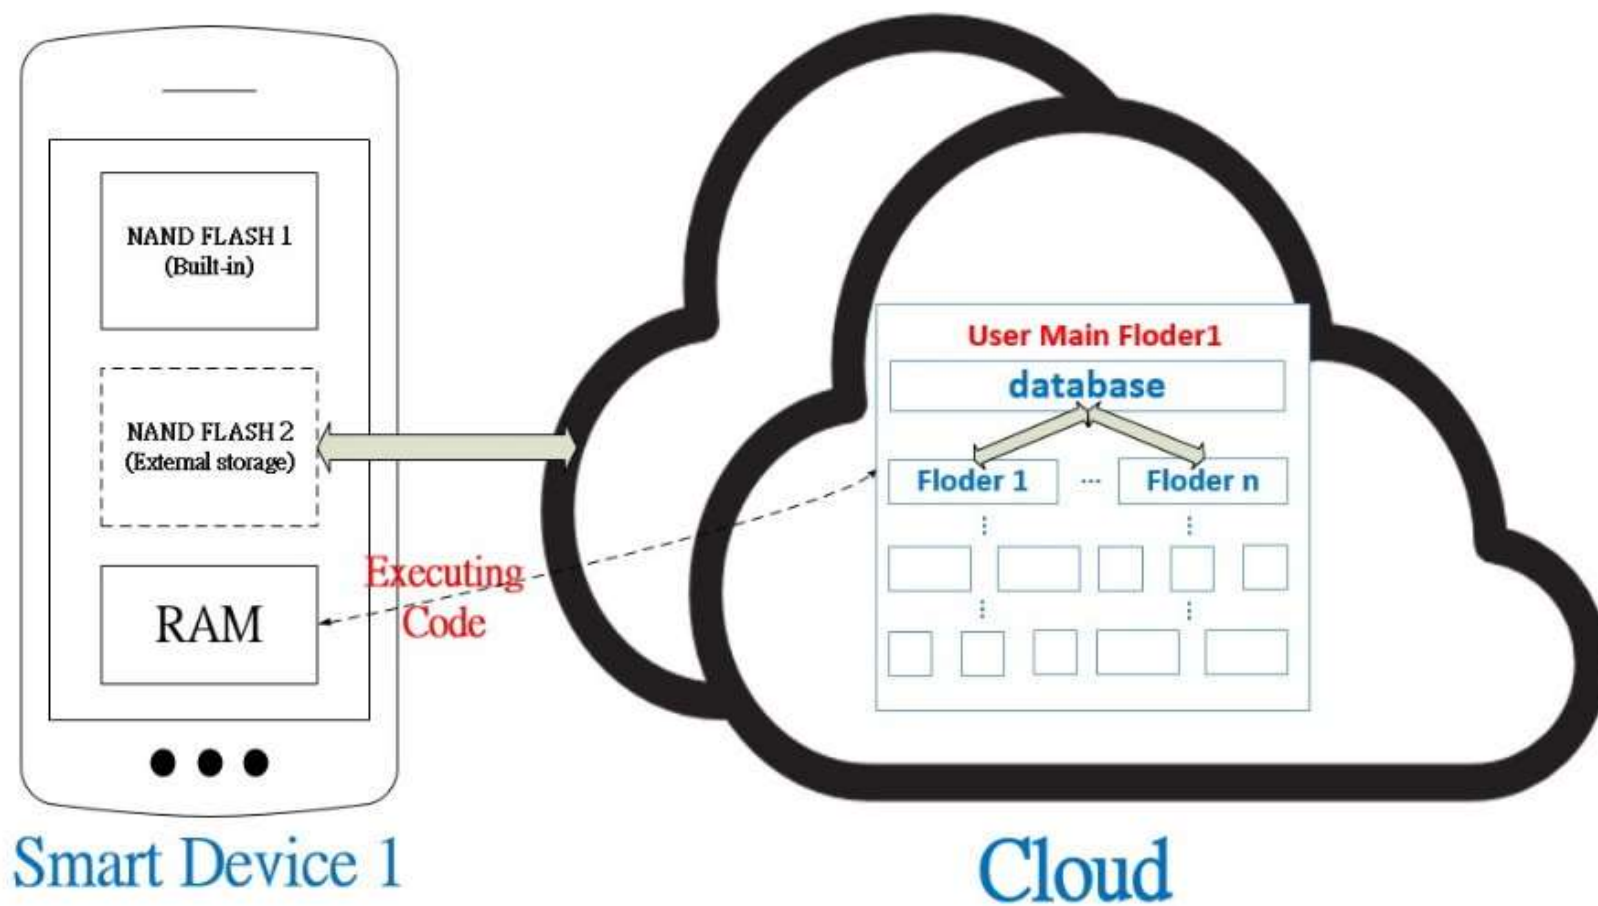 NAND FLASH 1
(Built-in)
NAND FLASH 2
(External storage)
RAM
Executing
Code
Smart Device 1
User Main Floder1
database
Floder 1
...
Floder n
Cloud